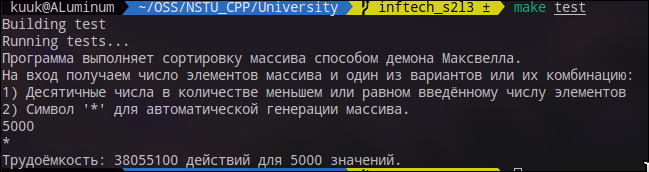 kuuk@ALuminum ~/OSS/NSTU_CPP/University inftech_s2l3 ± make test
Building test
Running tests...
Программа выполняет сортировку массива способом демона Максвелла.
На вход получаем число элементов массива и один из вариантов или их комбинацию:
1) Десятичные числа в количестве меньшем или равном введённому числу элементов
2) Символ '*' для автоматической генерации массива.
5000
*
Трудоёмкость: 38055100 действий для 5000 значений.